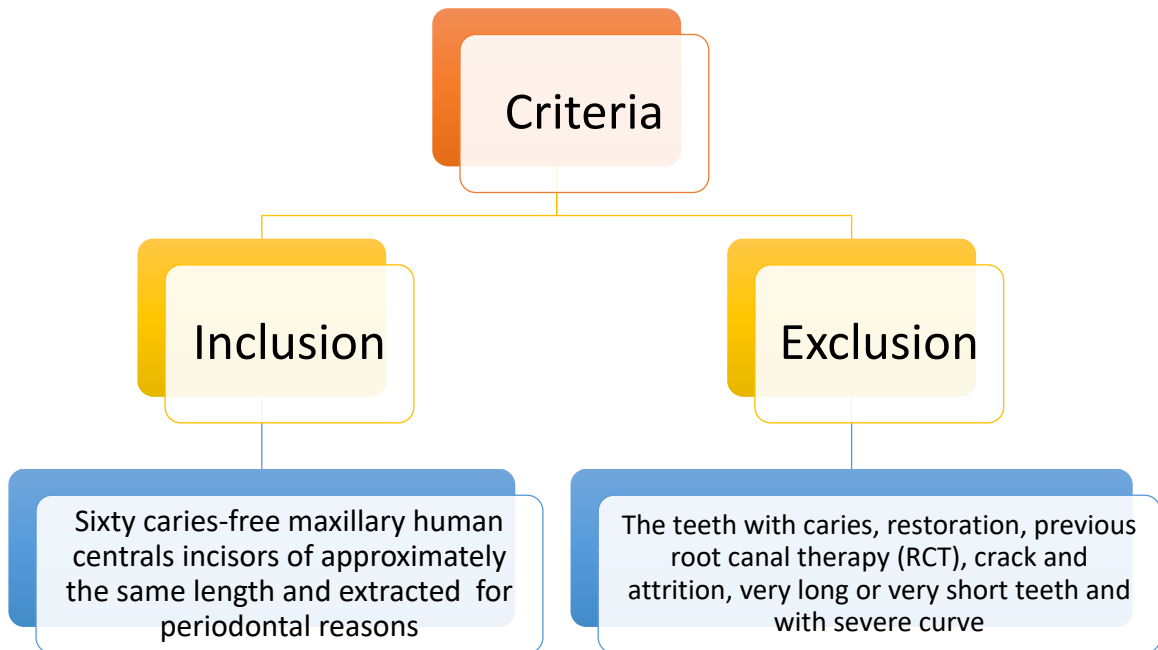 Criteria
Inclusion
Exclusion
Sixty caries-free maxillary human
centrals incisors of approximately
the same length and extracted  for
periodontal reasons
The teeth with caries, restoration, previous
root canal therapy (RCT), crack and
attrition, very long or very short teeth and
with severe curve